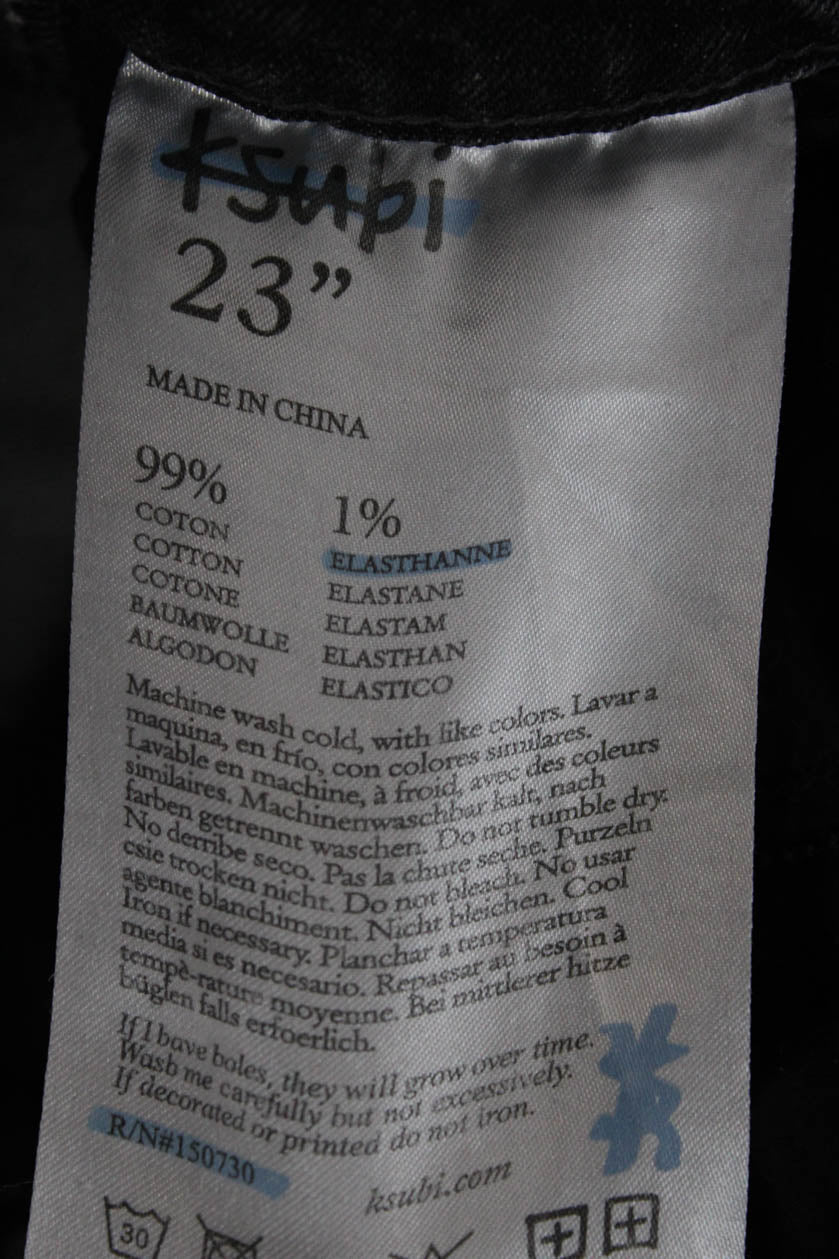 ksubi
23”
MADE IN CHINA
99%
COTON
COTTON
COTONE
BAUMWOLLE
ALGODON
1%
ELASTHANNE
ELASTANE
ELASTAM
ELASTHAN
ELASTICO
Machine wash cold, with like colors. Lavar a
maquina, en frío, con colores similares.
Lavable en machine, à froid, avec des couleurs
similaires. Machinenwaschbar kalt, nach
farben getrennt waschen. Do not tumble dry.
No derribe seco. Pas la chute seche. Purzeln
csie trocken nicht. Do not bleach. No usar
agente blanchiment. Nicht bleichen. Cool
Iron if necessary. Planchar a temperatura
media si es necesario. Repassar au besoin à
tempè-rature moyenne. Bei mittlerer hitze
büglen falls erfoerlich.
If I have holes, they will grow over time.
Wash me carefully but not excessively.
If decorated or printed do not iron.
R/N#150730
ksubi.com
30